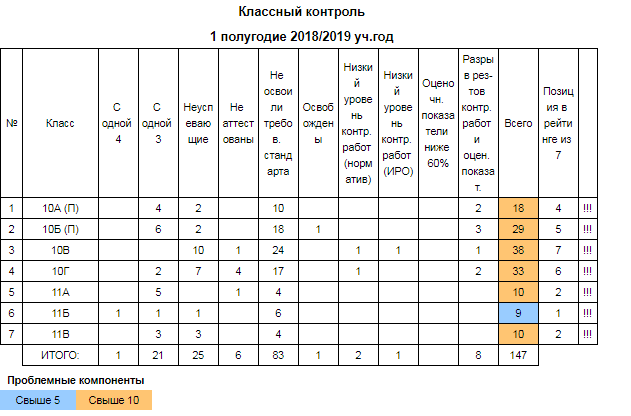 Классный контроль
1 полугодие 2018/2019 уч.год
№ Класс С одной 4 С одной 3 Неуспевающие Не аттестованы Не освоили требов. стандарта Освобождены Низкий уровень контр. работ (норматив) Низкий уровень контр. работ (ИРО) Оценочн. показатели ниже 60% Разрыв рез-тов контр. работ и оцен. показат. Всего Позиция в рейтинге из 7
1 10А (П) 4 2 10 2 18 4 !!!
2 10Б (П) 6 2 18 1 3 29 5 !!!
3 10В 10 1 24 1 1 1 38 7 !!!
4 10Г 2 7 4 17 1 2 33 6 !!!
5 11А 5 1 4 10 2 !!!
6 11Б 1 1 1 6 9 1 !!!
7 11В 3 3 4 10 2 !!!
ИТОГО: 1 21 25 6 83 1 2 1 8 147
Проблемные компоненты
Свыше 5 Свыше 10